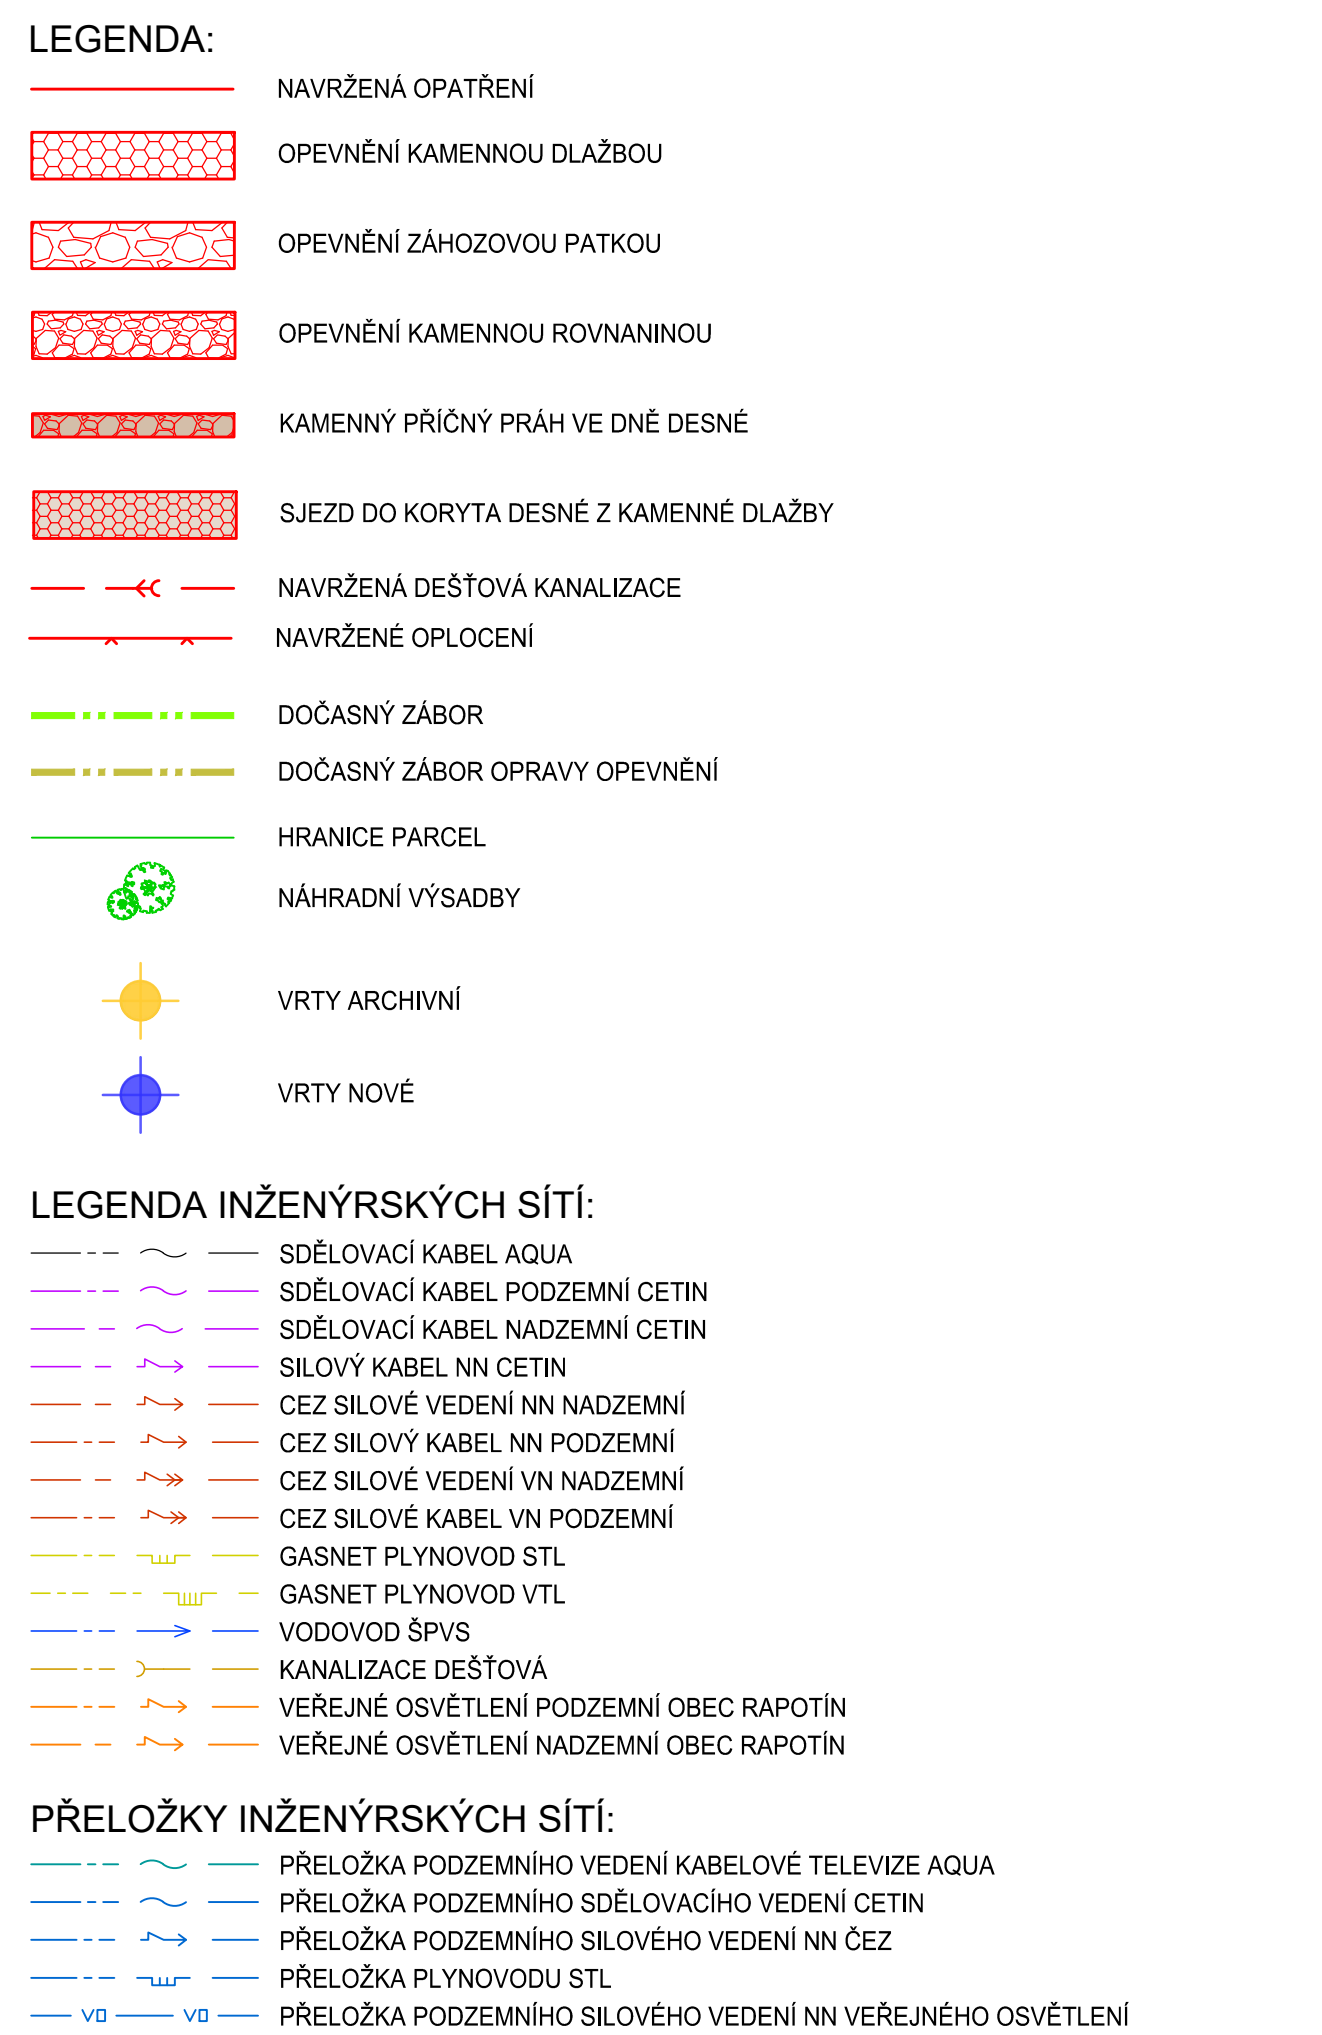 LEGENDA:
NAVRŽENÁ OPATŘENÍ
OPEVNĚNÍ KAMENNOU DLAŽBOU
OPEVNĚNÍ ZÁHOZOVOU PATKOU
OPEVNĚNÍ KAMENNOU ROVNANINOU
KAMENNÝ PŘÍČNÝ PRÁH VE DNĚ DESNÉ
SJEZD DO KORYTA DESNÉ Z KAMENNÉ DLAŽBY
NAVRŽENÁ DEŠŤOVÁ KANALIZACE
NAVRŽENÉ OPLOCENÍ
DOČASNÝ ZÁBOR
DOČASNÝ ZÁBOR OPRAVY OPEVNĚNÍ
HRANICE PARCEL
NÁHRADNÍ VÝSADBY
VRTY ARCHIVNÍ
VRTY NOVÉ
LEGENDA INŽENÝRSKÝCH SÍTÍ:
SDĚLOVACÍ KABEL AQUA
SDĚLOVACÍ KABEL PODZEMNÍ CETIN
SDĚLOVACÍ KABEL NADZEMNÍ CETIN
SILOVÝ KABEL NN CETIN
CEZ SILOVÉ VEDENÍ NN NADZEMNÍ
CEZ SILOVÝ KABEL NN PODZEMNÍ
CEZ SILOVÉ VEDENÍ VN NADZEMNÍ
CEZ SILOVÉ KABEL VN PODZEMNÍ
GASNET PLYNOVOD STL
GASNET PLYNOVOD VTL
VODOVOD ŠPVS
KANALIZACE DEŠŤOVÁ
VEŘEJNÉ OSVĚTLENÍ PODZEMNÍ OBEC RAPOTÍN
VEŘEJNÉ OSVĚTLENÍ NADZEMNÍ OBEC RAPOTÍN
PŘELOŽKY INŽENÝRSKÝCH SÍTÍ:
PŘELOŽKA PODZEMNÍHO VEDENÍ KABELOVÉ TELEVIZE AQUA
PŘELOŽKA PODZEMNÍHO SDĚLOVACÍHO VEDENÍ CETIN
PŘELOŽKA PODZEMNÍHO SILOVÉHO VEDENÍ NN ČEZ
PŘELOŽKA PLYNOVODU STL
PŘELOŽKA PODZEMNÍHO SILOVÉHO VEDENÍ NN VEŘEJNÉHO OSVĚTLENÍ